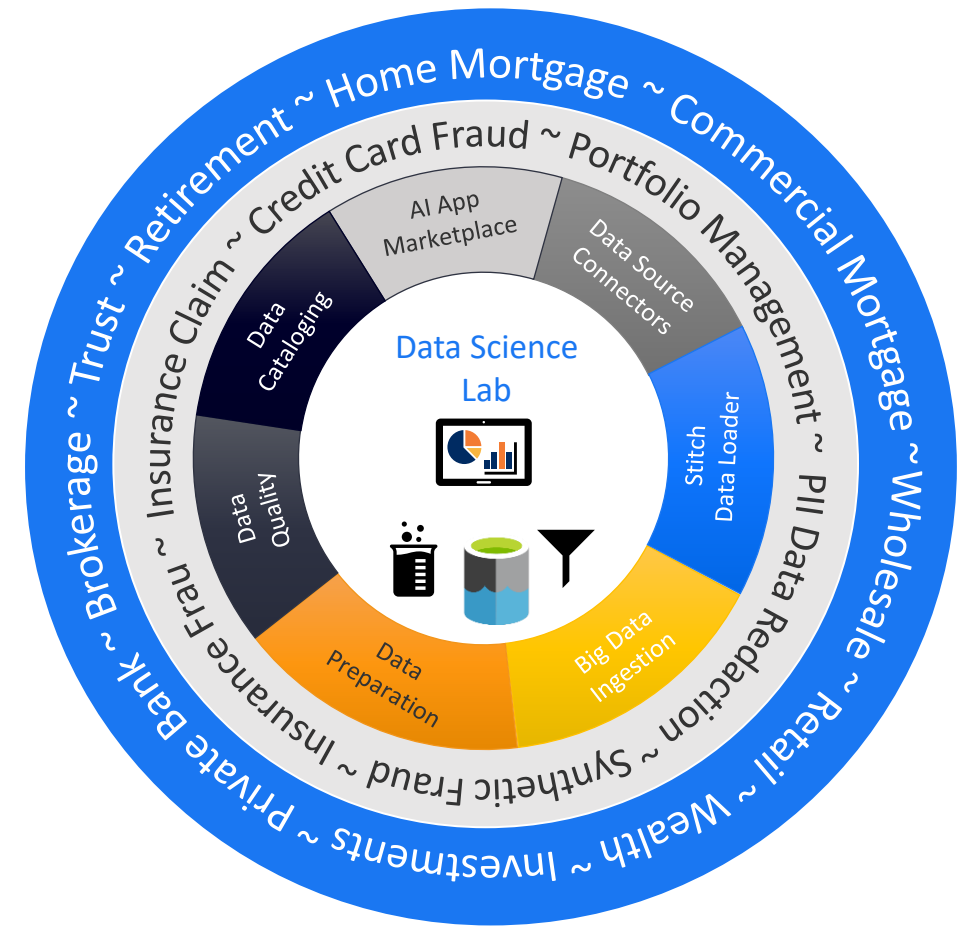 Home Mortgage ~ Commercial Mortgage ~ Wholesale ~ Retail ~ Wealth ~ Investments ~ Private Bank ~ Brokerage ~ Trust ~ Retirement ~
Credit Card Fraud ~ Portfolio Management ~ PII Data Redaction ~ Synthetic Fraud ~ Insurance Frau ~ Insurance Claim ~
AI App
Marketplace
Data Source
Connectors
Stitch
Data Loader
Big Data
Ingestion
Data
Preparation
Data
Quality
Data
Cataloging
Data Science
Lab